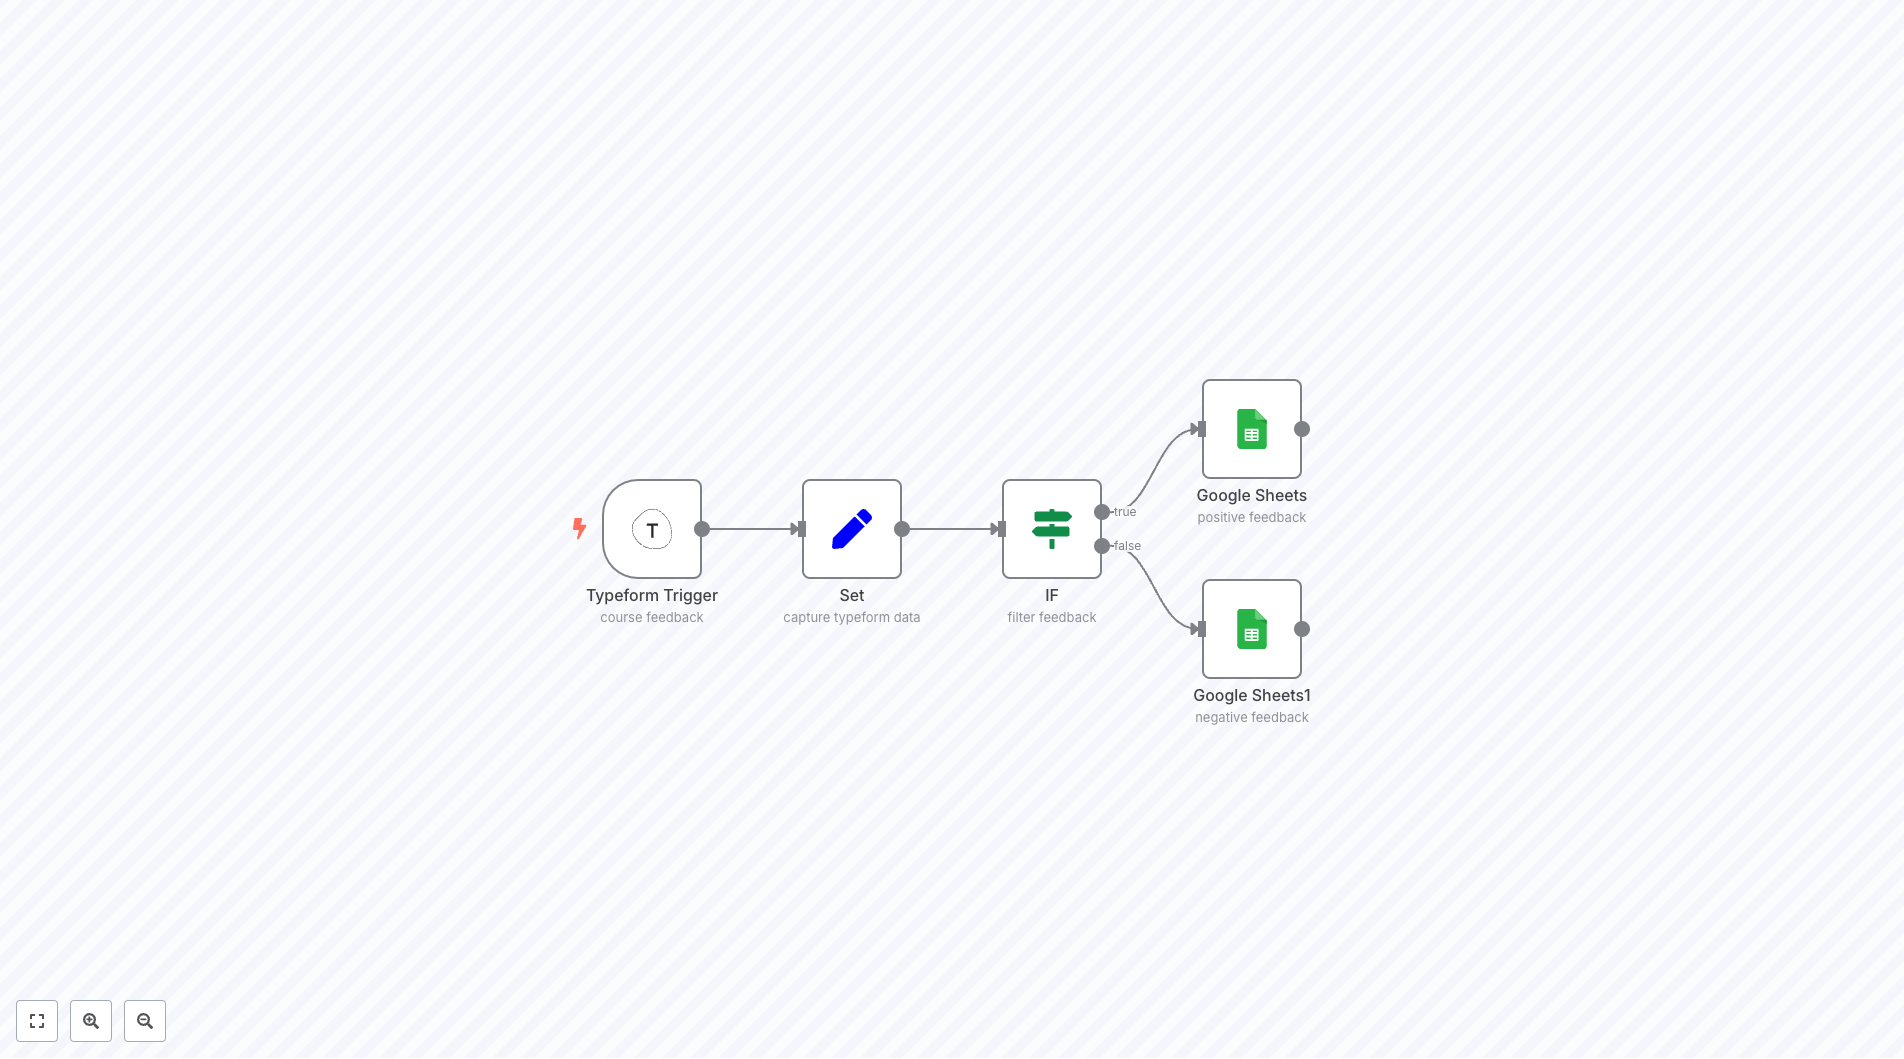 T
Typeform Trigger
course feedback
Set
capture typeform data
IF
filter feedback
true
false
Google Sheets
positive feedback
Google Sheets1
negative feedback